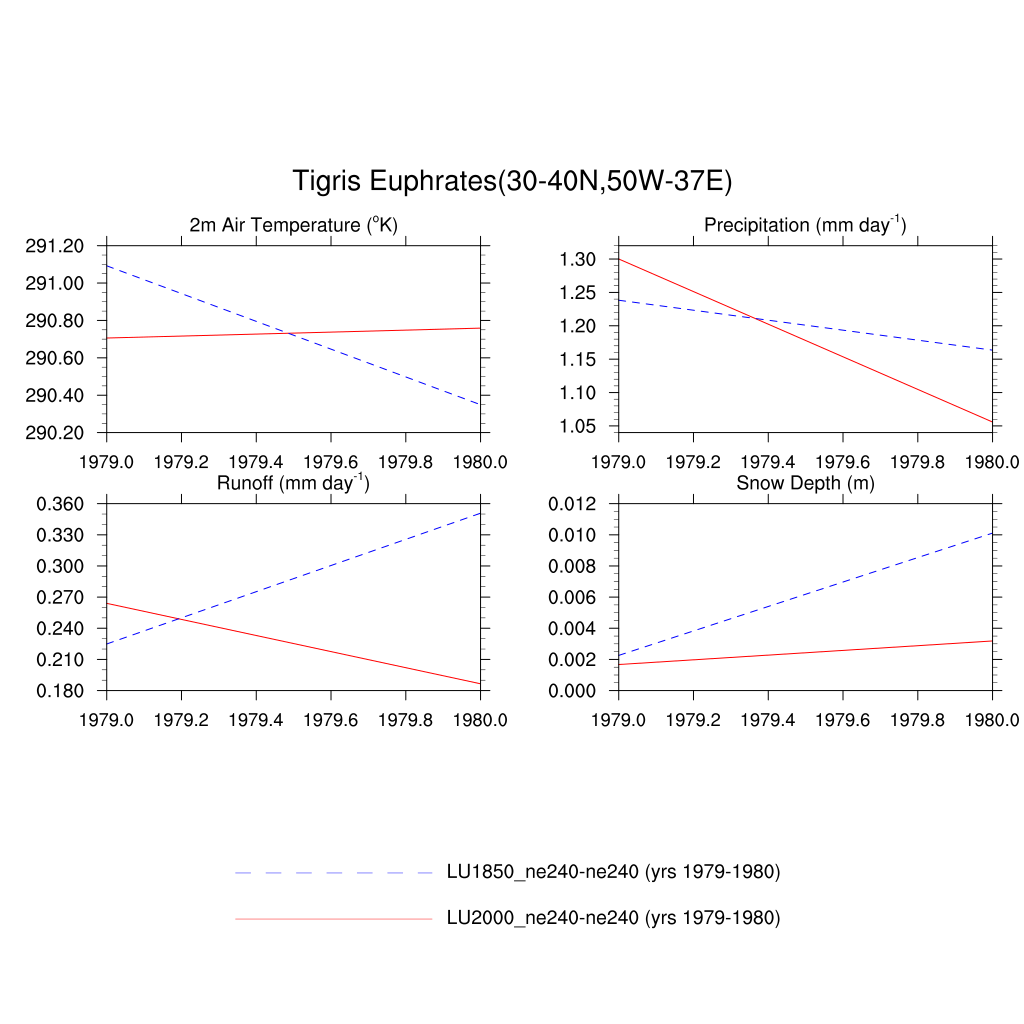 Tigris Euphrates(30-40N,50W-37E)
2m Air Temperature (°K)
291.20
291.00
290.80
290.60
290.40
290.20
1979.0 1979.2 1979.4 1979.6 1979.8 1980.0
Precipitation (mm day⁻¹)
1.30
1.25
1.20
1.15
1.10
1.05
1979.0 1979.2 1979.4 1979.6 1979.8 1980.0
Runoff (mm day⁻¹)
0.360
0.330
0.300
0.270
0.240
0.210
0.180
1979.0 1979.2 1979.4 1979.6 1979.8 1980.0
Snow Depth (m)
0.012
0.010
0.008
0.006
0.004
0.002
0.000
1979.0 1979.2 1979.4 1979.6 1979.8 1980.0
LU1850_ne240-ne240 (yrs 1979-1980)
LU2000_ne240-ne240 (yrs 1979-1980)